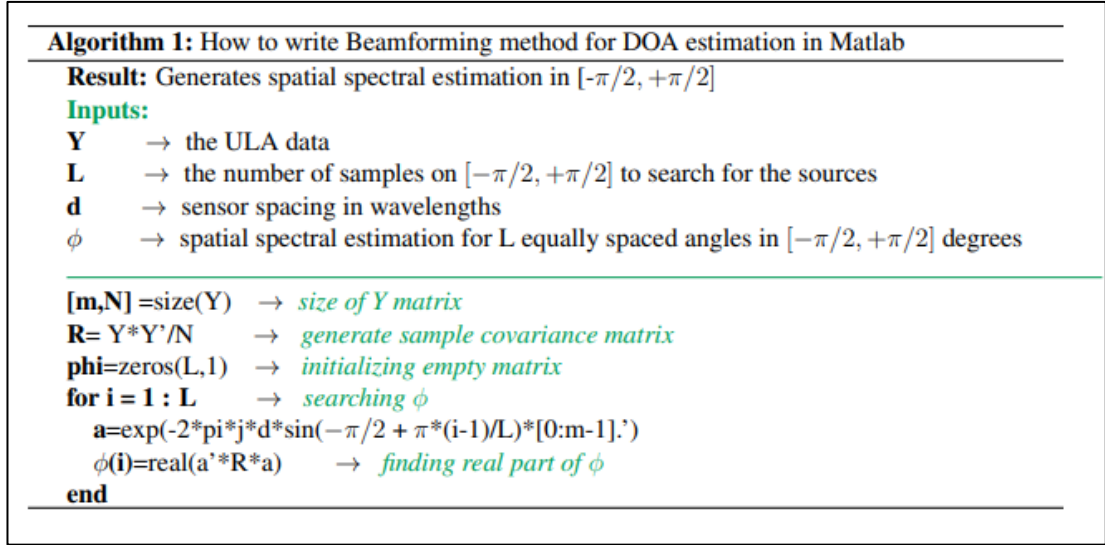 Algorithm 1: How to write Beamforming method for DOA estimation in Matlab
Result: Generates spatial spectral estimation in [-π/2, +π/2]
Inputs:
Y → the ULA data
L → the number of samples on [−π/2, +π/2] to search for the sources
d → sensor spacing in wavelengths
ϕ → spatial spectral estimation for L equally spaced angles in [−π/2, +π/2] degrees
[m,N] =size(Y) → size of Y matrix
R= Y*Y'/N → generate sample covariance matrix
phi=zeros(L,1) → initializing empty matrix
for i = 1 : L → searching ϕ
a=exp(-2*pi*j*d*sin(−π/2 + π*(i-1)/L)*[0:m-1].')
ϕ(i)=real(a'*R*a) → finding real part of ϕ
end